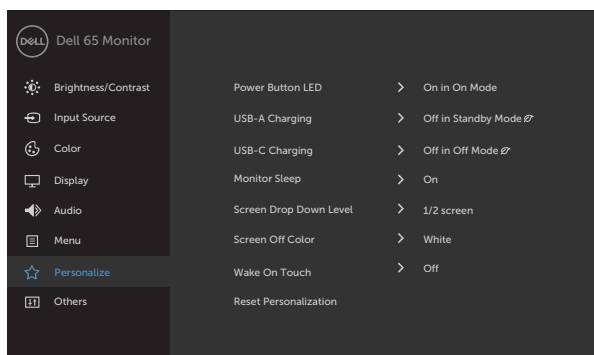 DELL Dell 65 Monitor
Brightness/Contrast Power Button LED > On in On Mode
Input Source USB-A Charging > Off in Standby Mode
Color USB-C Charging > Off in Off Mode
Display Monitor Sleep > On
Audio Screen Drop Down Level > 1/2 screen
Menu Screen Off Color > White
Personalize Wake On Touch > Off
Others Reset Personalization